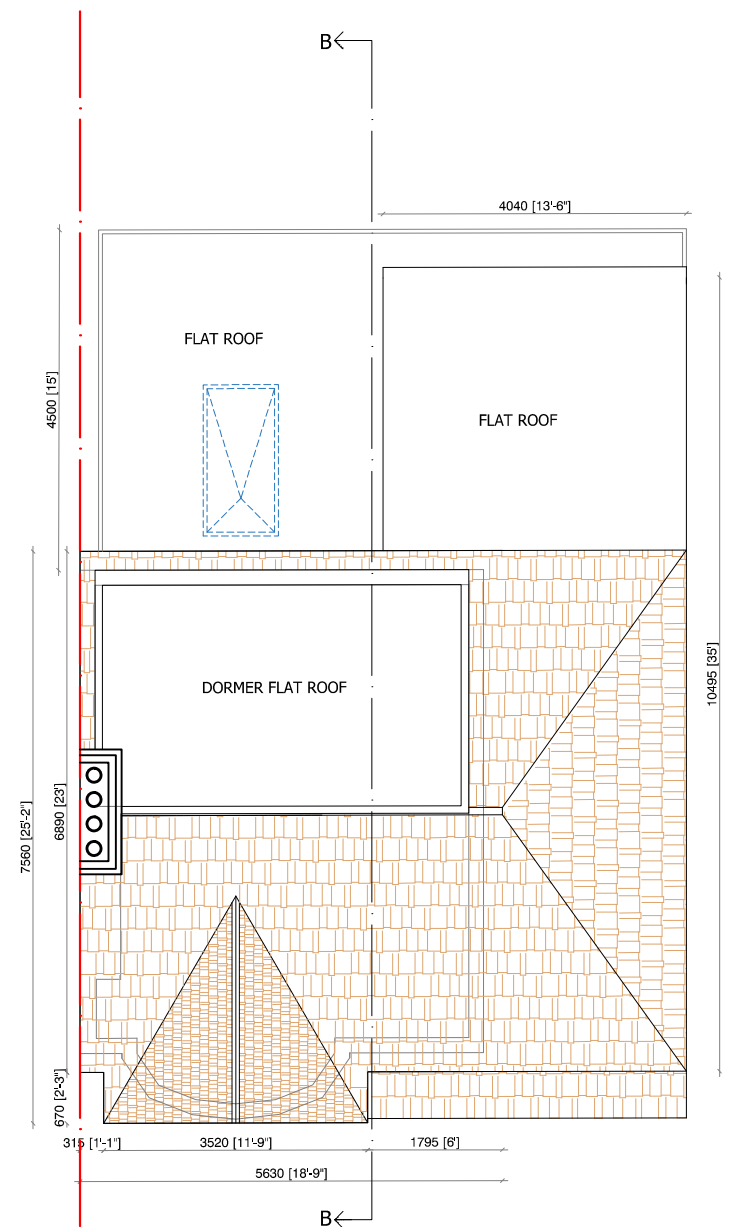 B
4040 [13'-6"]
FLAT ROOF
4500 [15']
FLAT ROOF
10495 [35']
DORMER FLAT ROOF
6890 [23']
7560 [25'-2"]
670 [2'-3"]
315 [1'-1"]
3520 [11'-9"]
1795 [6']
5630 [18'-9"]
B